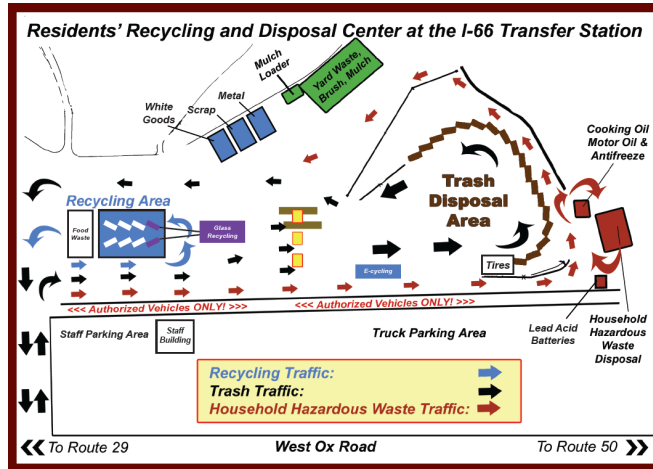 Residents' Recycling and Disposal Center at the I-66 Transfer Station
Mulch
Loader
Yard Waste,
Brush, Mulch
Metal
Scrap
White
Goods
Cooking Oil
Motor Oil &
Antifreeze
Recycling Area
Trash
Disposal
Area
Food
Waste
Glass
Recycling
E-cycling
Tires
<<< Authorized Vehicles ONLY! >>>
<<< Authorized Vehicles ONLY! >>>
Lead Acid
Batteries
Household
Hazardous
Waste
Disposal
Staff Parking Area
Staff
Building
Truck Parking Area
Recycling Traffic:
Trash Traffic:
Household Hazardous Waste Traffic:
To Route 29
West Ox Road
To Route 50